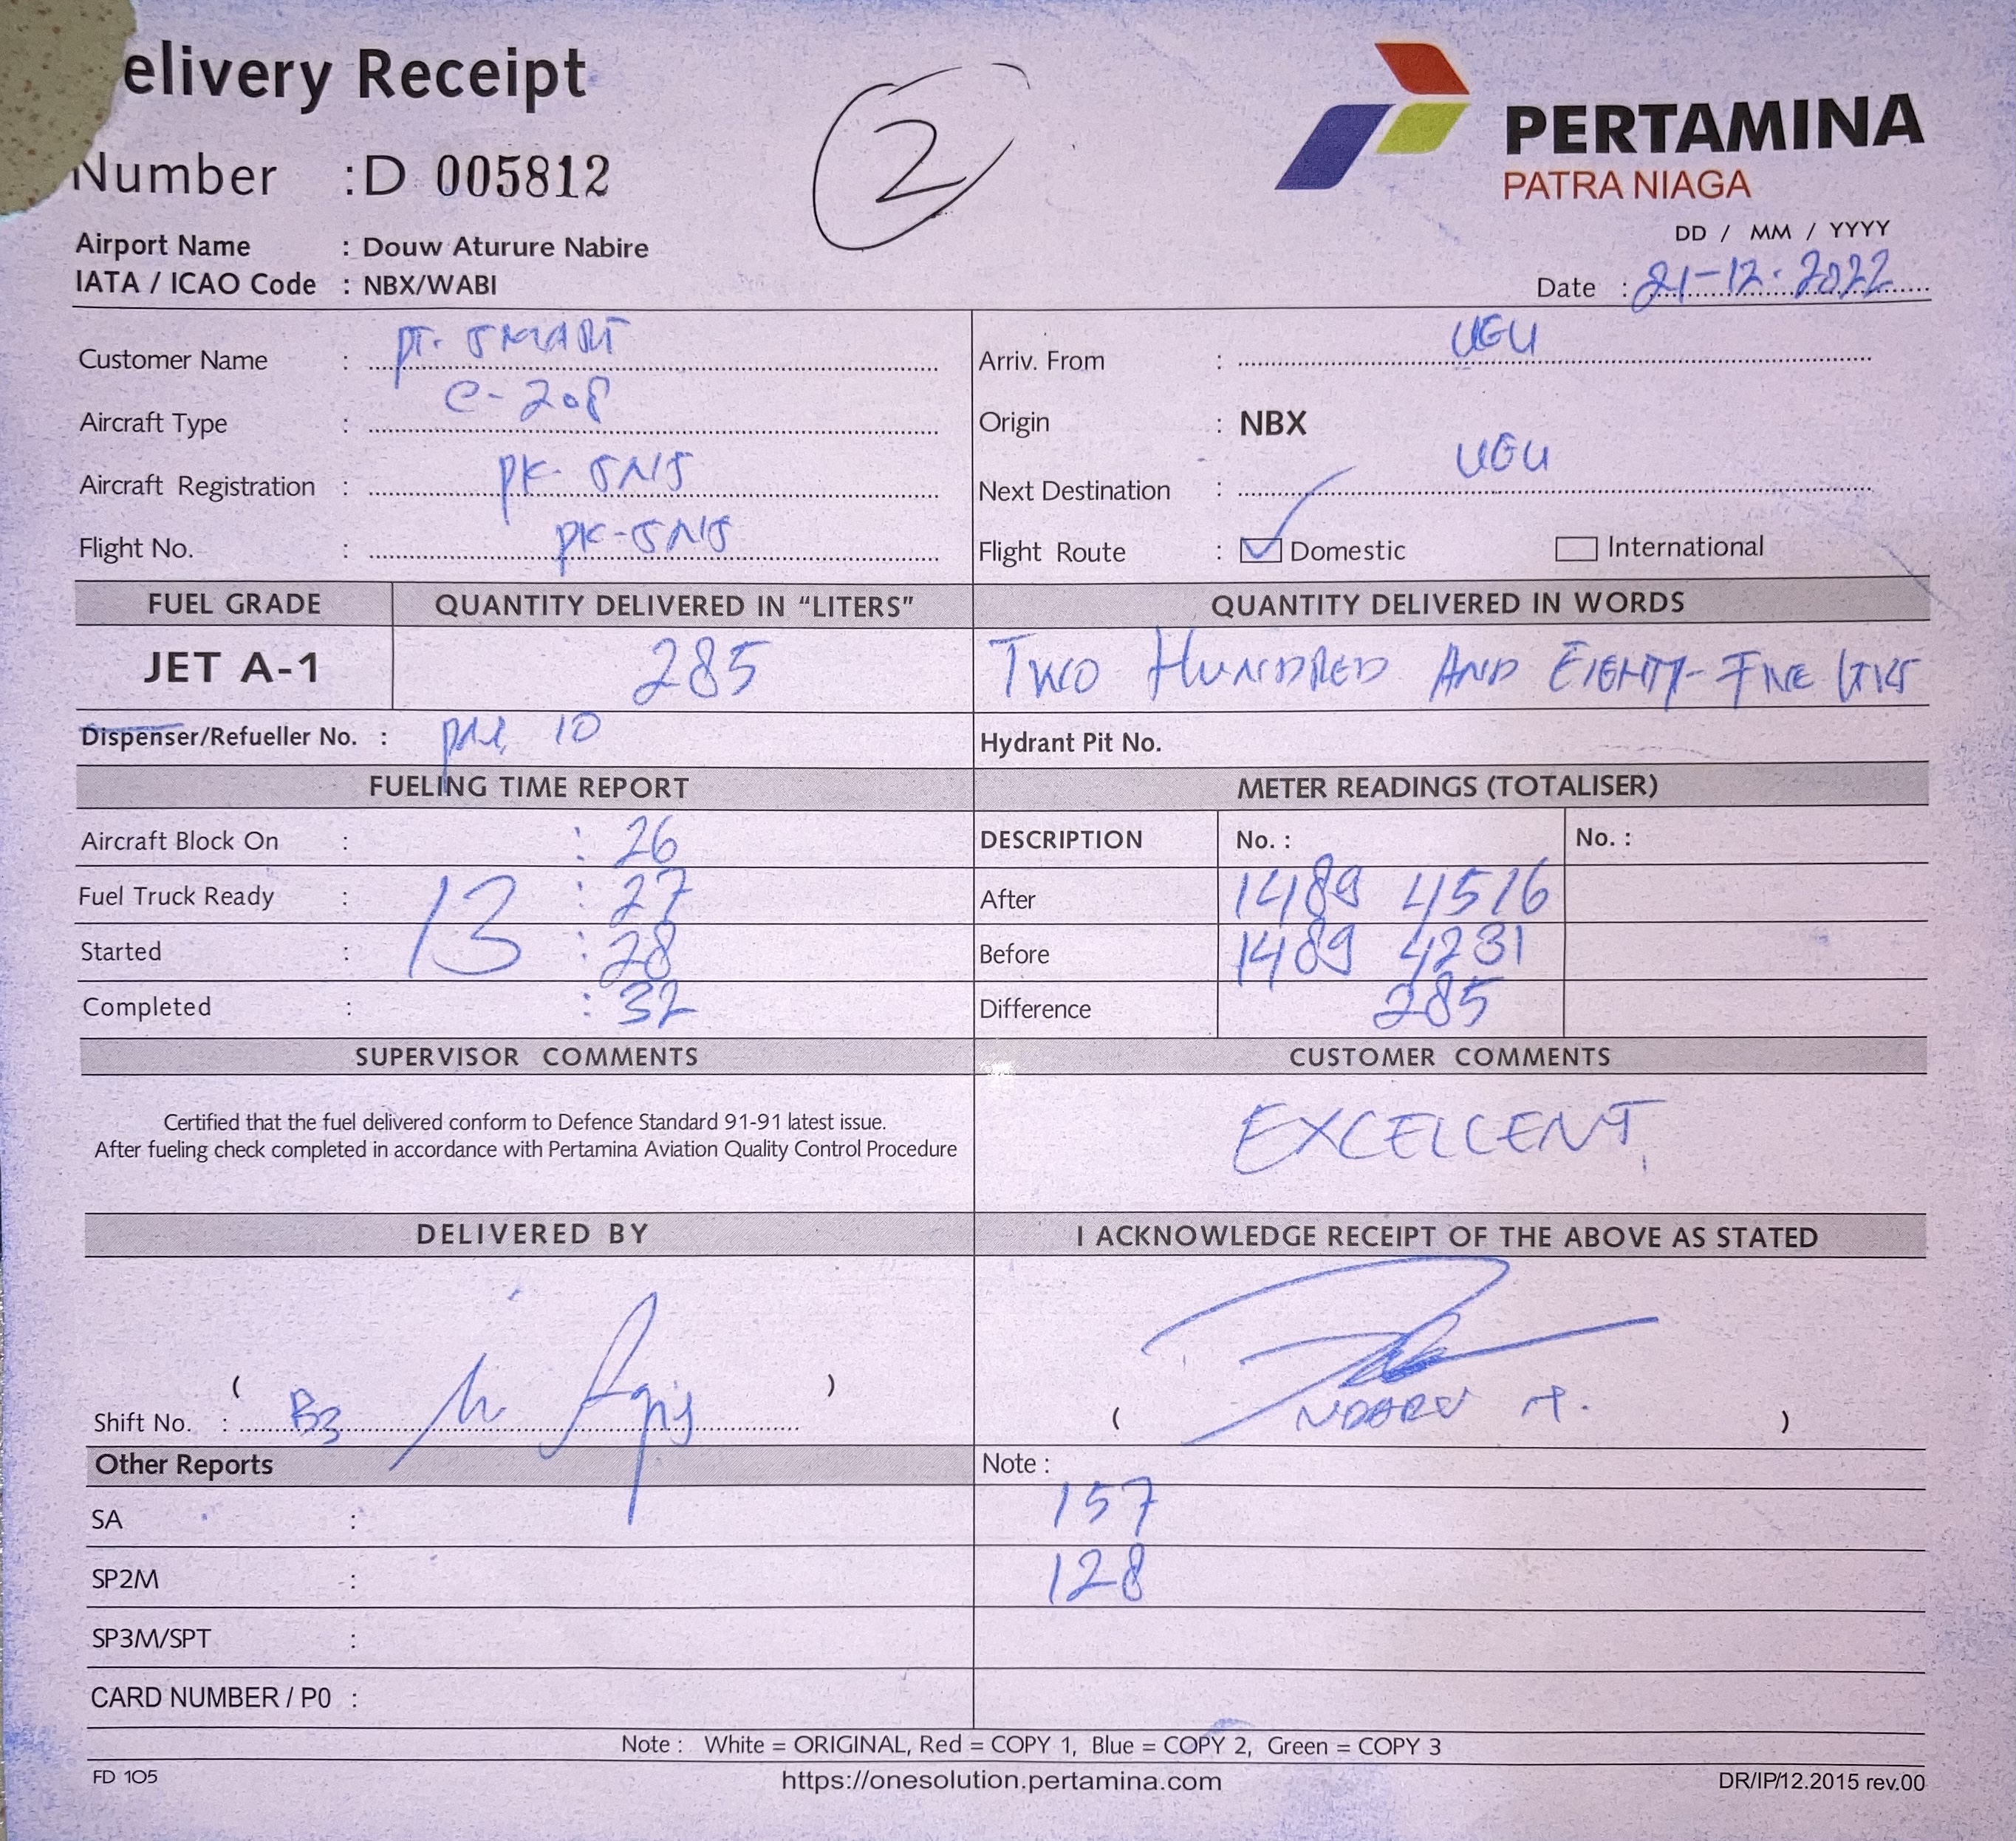 elivery Receipt
2
PERTAMINA
PATRA NIAGA
Number : D 005812
Airport Name : Douw Aturure Nabire
IATA / ICAO Code : NBX/WABI
DD / MM / YYYY
Date : 21-12-2022
Customer Name : PT. SMART
Arriv. From : UGU
Aircraft Type : C-208
Origin : NBX
Aircraft Registration : PK-SNS
Next Destination : UGU
Flight No. : PK-SNS
Flight Route : Domestic International
FUEL GRADE QUANTITY DELIVERED IN “LITERS” QUANTITY DELIVERED IN WORDS
JET A-1 285 TWO HUNDRED AND EIGHTY-FIVE
Dispenser/Refueller No. : 10
Hydrant Pit No.
FUELING TIME REPORT METER READINGS (TOTALISER)
Aircraft Block On : : 26 DESCRIPTION No. : No. :
Fuel Truck Ready : 13 : 27 After 1489 4516
Started : : 28 Before 1489 4231
Completed : : 32 Difference 285
SUPERVISOR COMMENTS CUSTOMER COMMENTS
Certified that the fuel delivered conform to Defence Standard 91-91 latest issue.
After fueling check completed in accordance with Pertamina Aviation Quality Control Procedure
EXCELLENT
DELIVERED BY I ACKNOWLEDGE RECEIPT OF THE ABOVE AS STATED
( )
Shift No. : B3
( )
Other Reports Note :
SA : 157
SP2M : 128
SP3M/SPT :
CARD NUMBER / P0 :
Note : White = ORIGINAL, Red = COPY 1, Blue = COPY 2, Green = COPY 3
FD 105 https://onesolution.pertamina.com DR/IP/12.2015 rev.00